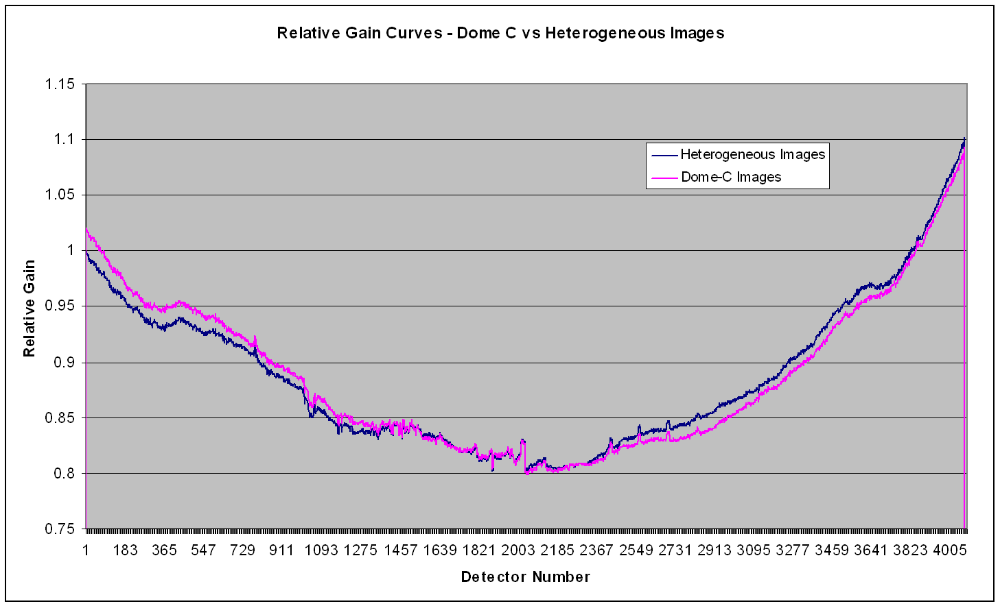 Relative Gain Curves - Dome C vs Heterogeneous Images
1.15
1.1
1.05
1
0.95
0.9
0.85
0.8
0.75
Relative Gain
Heterogeneous Images
Dome-C Images
1 183 365 547 729 911 1093 1275 1457 1639 1821 2003 2185 2367 2549 2731 2913 3095 3277 3459 3641 3823 4005
Detector Number